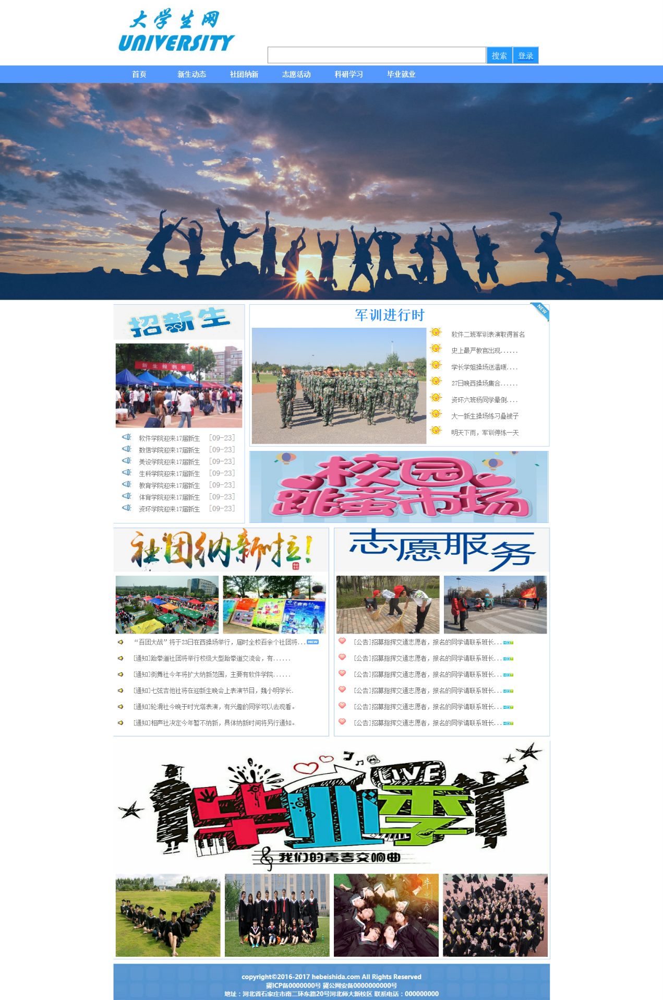 大学生网
UNIVERSITY
搜索 登录
首页 新生动态 社团纳新 志愿活动 科研学习 毕业就业
招新生
新生报到处
软件学院迎来17届新生 [09-23]
数信学院迎来17届新生 [09-23]
美设学院迎来17届新生 [09-23]
生科学院迎来17届新生 [09-23]
教育学院迎来17届新生 [09-23]
体育学院迎来17届新生 [09-23]
资环学院迎来17届新生 [09-23]
军训进行时
NEW
软件二班军训表演取得首名
史上最严教官出现......
学长学姐操场送温暖....
27日晚西操场集合......
资环六班杨同学晕倒....
大一新生操场练习叠被子
明天下雨，军训停练一天
校园
跳蚤市场
社团纳新啦!
“百团大战”将于23日在西操场举行，届时全校百余个社团将...NEW
[通知]跆拳道社团将举行校级大型跆拳道交流会，有......
[通知]街舞社今年将扩大纳新范围，主要有软件学院......
[通知]七弦吉他社将在迎新生晚会上表演节目，魏小明学长.
[通知]轮滑社今晚于时光塔表演，有兴趣的同学可以去观看。
[通知]相声社决定今年暂不纳新，具体纳新时间将另行通知。
志愿服务
[公告]招募指挥交通志愿者，报名的同学请联系班长...HOT
[公告]招募指挥交通志愿者，报名的同学请联系班长...HOT
[公告]招募指挥交通志愿者，报名的同学请联系班长...HOT
[公告]招募指挥交通志愿者，报名的同学请联系班长...HOT
[公告]招募指挥交通志愿者，报名的同学请联系班长...HOT
[公告]招募指挥交通志愿者，报名的同学请联系班长...HOT
LIVE
毕业季
我们的青春交响曲
毕业季
copyright©2016-2017 hebeishida.com All Rights Reserved
冀ICP备0000000号 冀公网安备0000000000号
地址：河北省石家庄市南二环东路20号河北师大新校区 联系电话：000000000